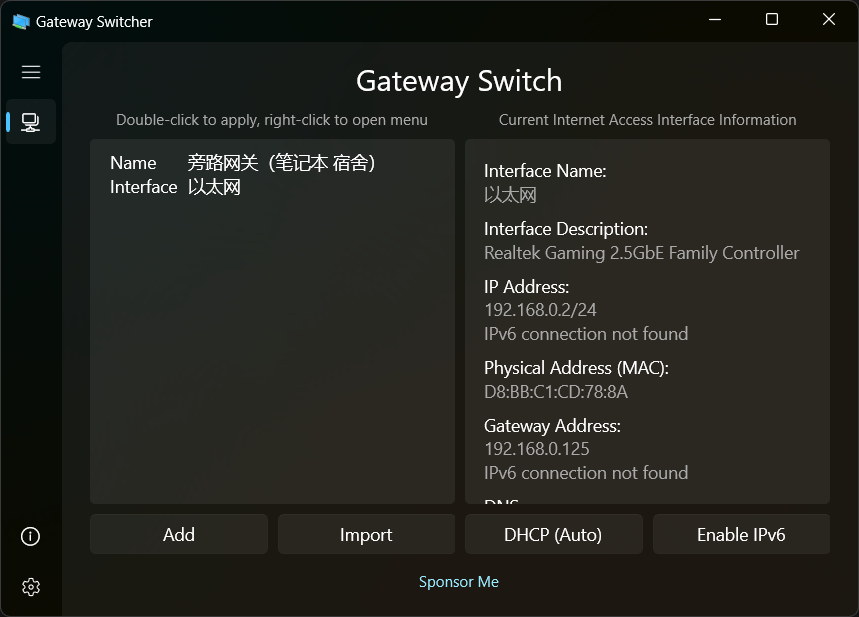 Gateway Switcher
Gateway Switch
Double-click to apply, right-click to open menu
Name 旁路网关（笔记本 宿舍）
Interface 以太网
Current Internet Access Interface Information
Interface Name:
以太网
Interface Description:
Realtek Gaming 2.5GbE Family Controller
IP Address:
192.168.0.2/24
IPv6 connection not found
Physical Address (MAC):
D8:BB:C1:CD:78:8A
Gateway Address:
192.168.0.125
IPv6 connection not found
DNS
Add
Import
DHCP (Auto)
Enable IPv6
Sponsor Me